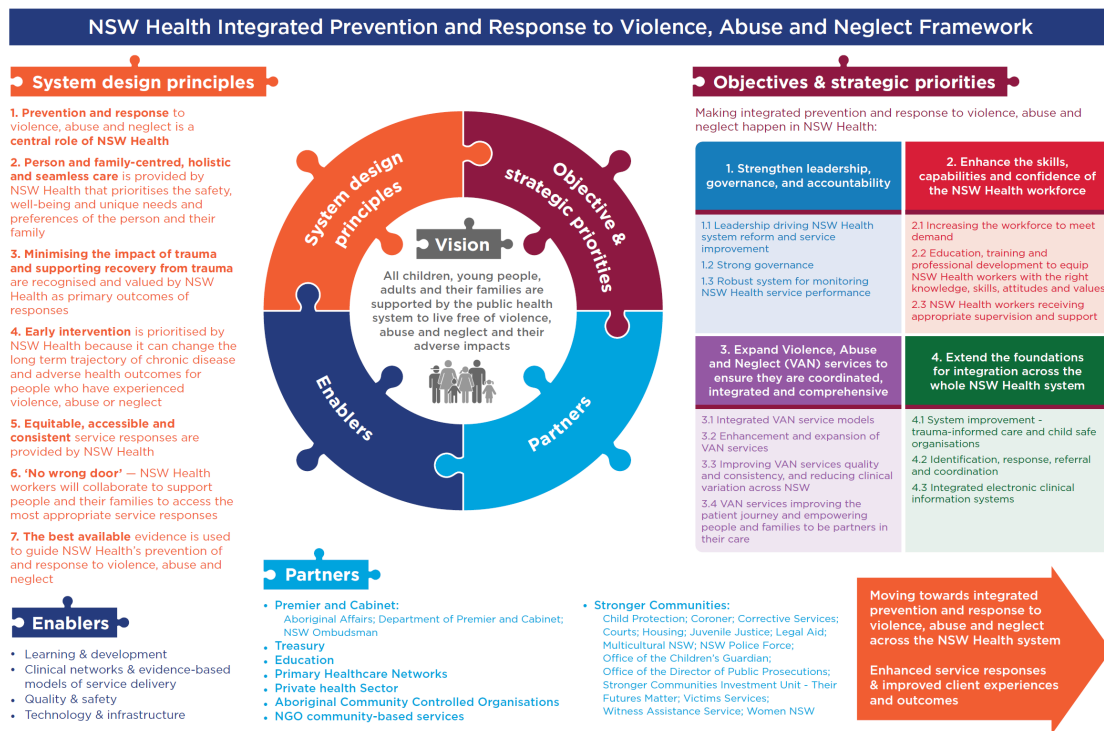 NSW Health Integrated Prevention and Response to Violence, Abuse and Neglect Framework
System design principles
1. Prevention and response to
violence, abuse and neglect is a
central role of NSW Health
2. Person and family-centred, holistic
and seamless care is provided by
NSW Health that prioritises the safety,
well-being and unique needs and
preferences of the person and their
family
3. Minimising the impact of trauma
and supporting recovery from trauma
are recognised and valued by NSW
Health as primary outcomes of
responses
4. Early intervention is prioritised by
NSW Health because it can change the
long term trajectory of chronic disease
and adverse health outcomes for
people who have experienced
violence, abuse or neglect
5. Equitable, accessible and
consistent service responses are
provided by NSW Health
6. ‘No wrong door’ — NSW Health
workers will collaborate to support
people and their families to access the
most appropriate service responses
7. The best available evidence is used
to guide NSW Health’s prevention of
and response to violence, abuse and
neglect
Enablers
• Learning & development
• Clinical networks & evidence-based
models of service delivery
• Quality & safety
• Technology & infrastructure
System design
principles
Objective &
strategic priorities
Enablers
Partners
Vision
All children, young people,
adults and their families are
supported by the public health
system to live free of violence,
abuse and neglect and their
adverse impacts
Partners
• Premier and Cabinet:
Aboriginal Affairs; Department of Premier and Cabinet;
NSW Ombudsman
• Treasury
• Education
• Primary Healthcare Networks
• Private health Sector
• Aboriginal Community Controlled Organisations
• NGO community-based services
• Stronger Communities:
Child Protection; Coroner; Corrective Services;
Courts; Housing; Juvenile Justice; Legal Aid;
Multicultural NSW; NSW Police Force;
Office of the Children’s Guardian;
Office of the Director of Public Prosecutions;
Stronger Communities Investment Unit - Their
Futures Matter; Victims Services;
Witness Assistance Service; Women NSW
Objectives & strategic priorities
Making integrated prevention and response to violence, abuse and
neglect happen in NSW Health:
1. Strengthen leadership,
governance, and accountability
1.1 Leadership driving NSW Health
system reform and service
improvement
1.2 Strong governance
1.3 Robust system for monitoring
NSW Health service performance
2. Enhance the skills,
capabilities and confidence of
the NSW Health workforce
2.1 Increasing the workforce to meet
demand
2.2 Education, training and
professional development to equip
NSW Health workers with the right
knowledge, skills, attitudes and values
2.3 NSW Health workers receiving
appropriate supervision and support
3. Expand Violence, Abuse
and Neglect (VAN) services to
ensure they are coordinated,
integrated and comprehensive
3.1 Integrated VAN service models
3.2 Enhancement and expansion of
VAN services
3.3 Improving VAN services quality
and consistency, and reducing clinical
variation across NSW
3.4 VAN services improving the
patient journey and empowering
people and families to be partners in
their care
4. Extend the foundations
for integration across the
whole NSW Health system
4.1 System improvement -
trauma-informed care and child safe
organisations
4.2 Identification, response, referral
and coordination
4.3 Integrated electronic clinical
information systems
Moving towards integrated
prevention and response to
violence, abuse and neglect
across the NSW Health system
Enhanced service responses
& improved client experiences
and outcomes